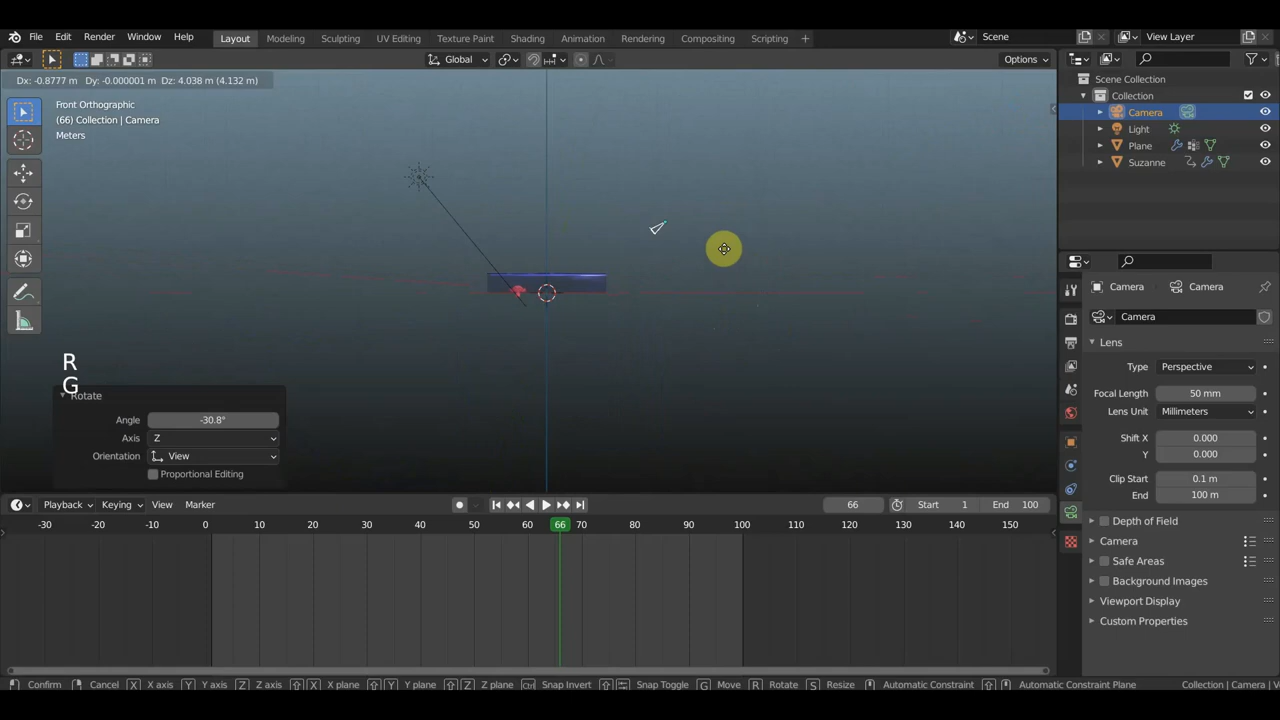 File Edit Render Window Help Layout Modeling Sculpting UV Editing Texture Paint Shading Animation Rendering Compositing Scripting + Scene View Layer
Global Options
Dx: -0.8777 m Dy: -0.000001 m Dz: 4.038 m (4.132 m)
Front Orthographic
(66) Collection | Camera
Meters
R
G
Rotate
Angle -30.8°
Axis Z
Orientation View
Proportional Editing
Scene Collection
Collection
Camera
Light
Plane
Suzanne
Camera Camera
Camera
Lens
Type Perspective
Focal Length 50 mm
Lens Unit Millimeters
Shift X 0.000
Y 0.000
Clip Start 0.1 m
End 100 m
Depth of Field
Camera
Safe Areas
Background Images
Viewport Display
Custom Properties
Playback Keying View Marker 66 Start 1 End 100
-30 -20 -10 0 10 20 30 40 50 60 66 70 80 90 100 110 120 130 140 150
Confirm Cancel X X axis Y Y axis Z Z axis X X plane Y Y plane Z Z plane Ctrl Snap Invert Snap Toggle G Move R Rotate S Resize Automatic Constraint Automatic Constraint Plane Collection | Camera